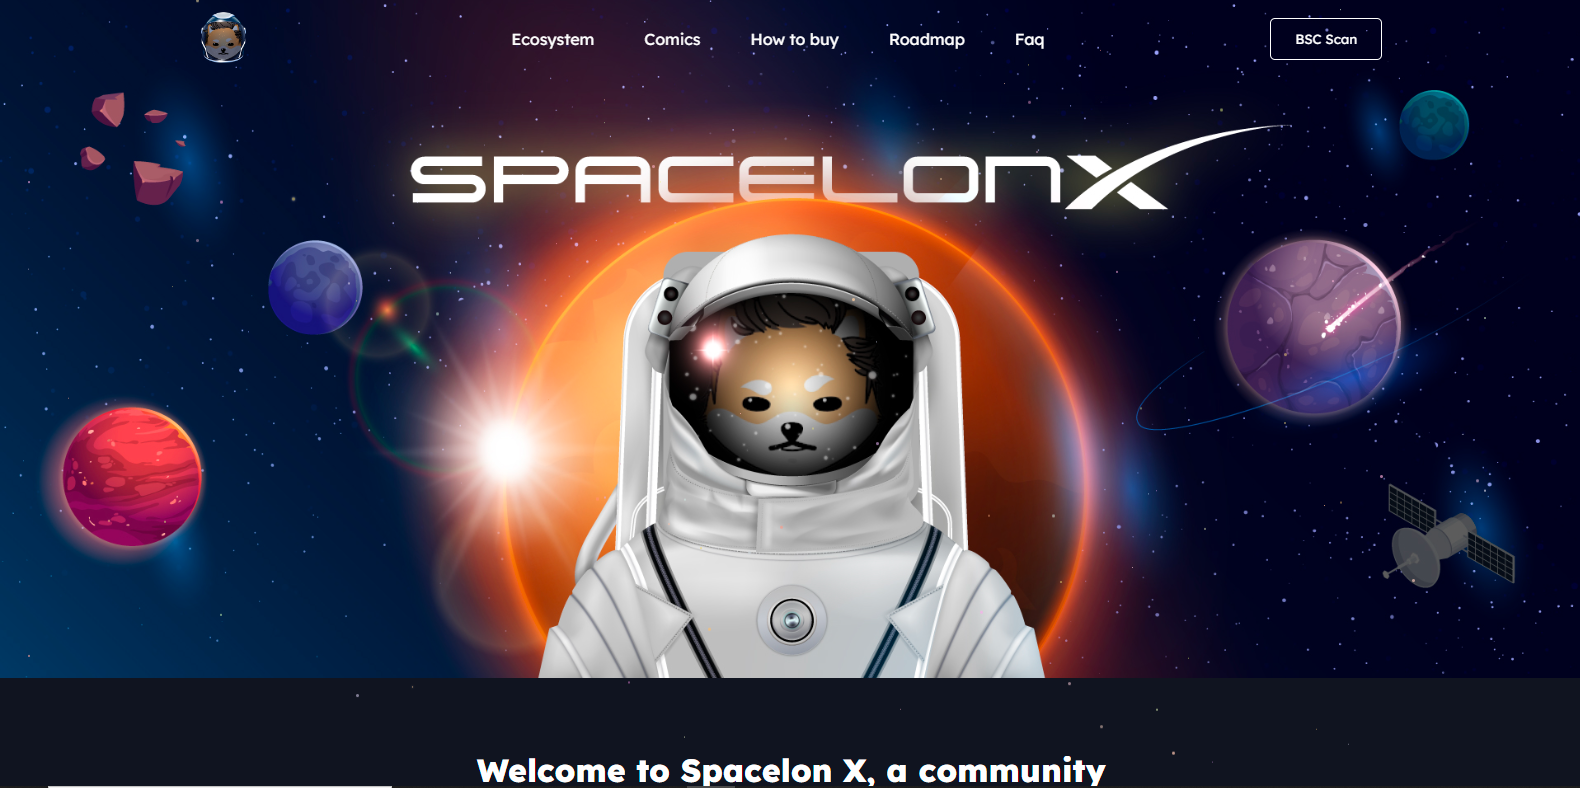 Ecosystem
Comics
How to buy
Roadmap
Faq
BSC Scan
SPACELONX
Welcome to Spacelon X, a community